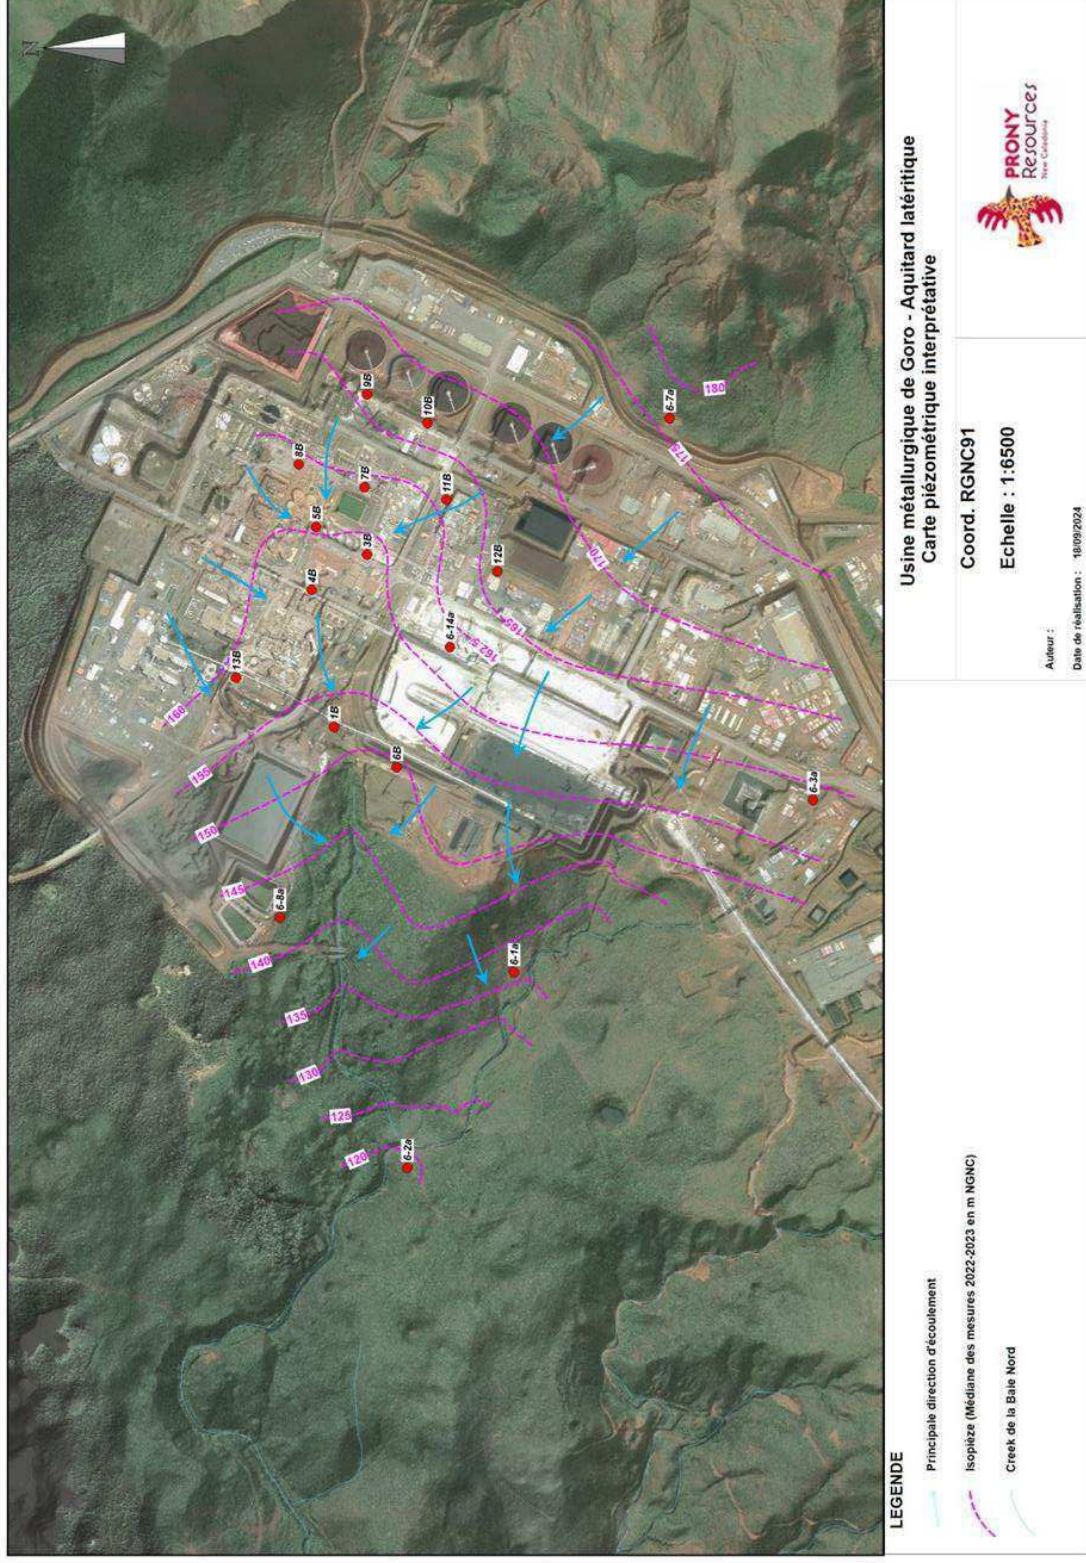 N
180
175
170
165
162.5
160
155
150
145
140
135
130
125
120
9B
10B
8B
7B
11B
5B
3B
4B
12B
6-14a
13B
1B
6B
6-7a
6-3a
6-8a
6-1a
6-2a
Usine métallurgique de Goro - Aquitard latéritique
Carte piézométrique interprétative
Coord. RGNC91
Echelle : 1:6500
PRONY
Resources
New Caledonia
Auteur :
Date de réalisation : 18/09/2024
LEGENDE
Principale direction d'écoulement
Isopièze (Médiane des mesures 2022-2023 en m NGNC)
Creek de la Baie Nord